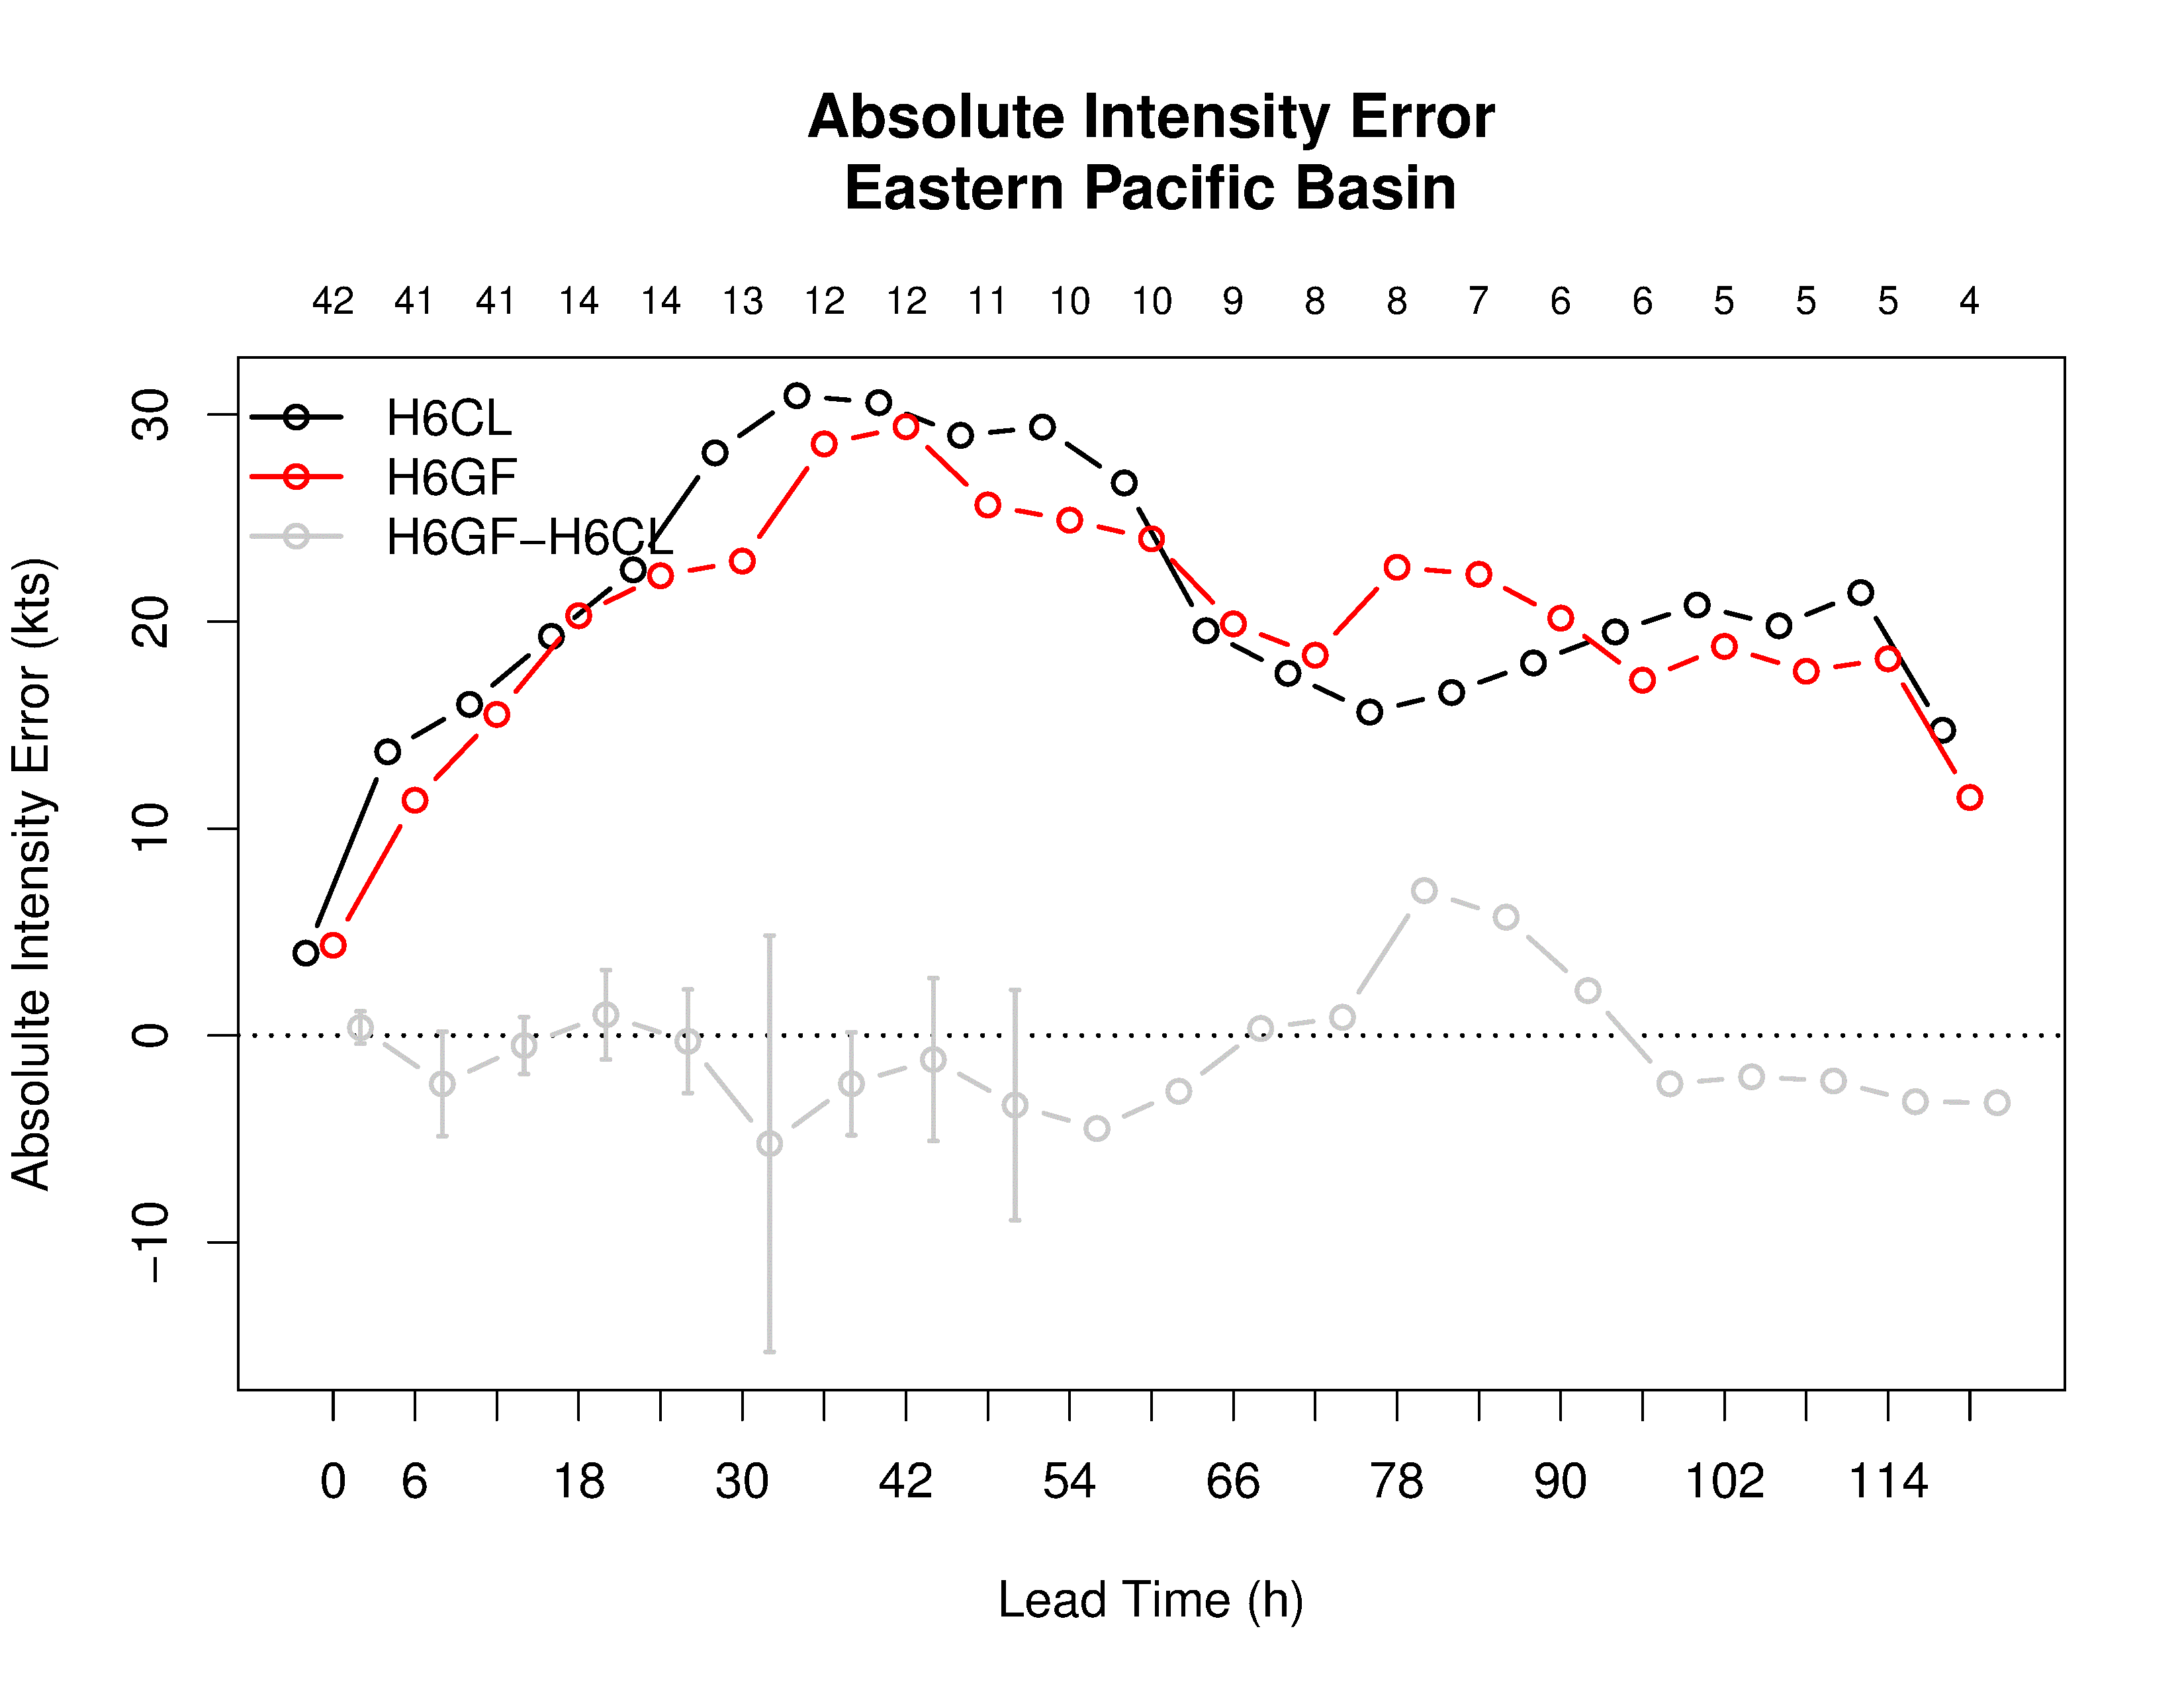 Absolute Intensity Error
Eastern Pacific Basin
42 41 41 14 14 13 12 12 11 10 10 9 8 8 7 6 6 5 5 5 4
H6CL
H6GF
H6GF−H6CL
Absolute Intensity Error (kts)
30
20
10
0
−10
0 6 18 30 42 54 66 78 90 102 114
Lead Time (h)